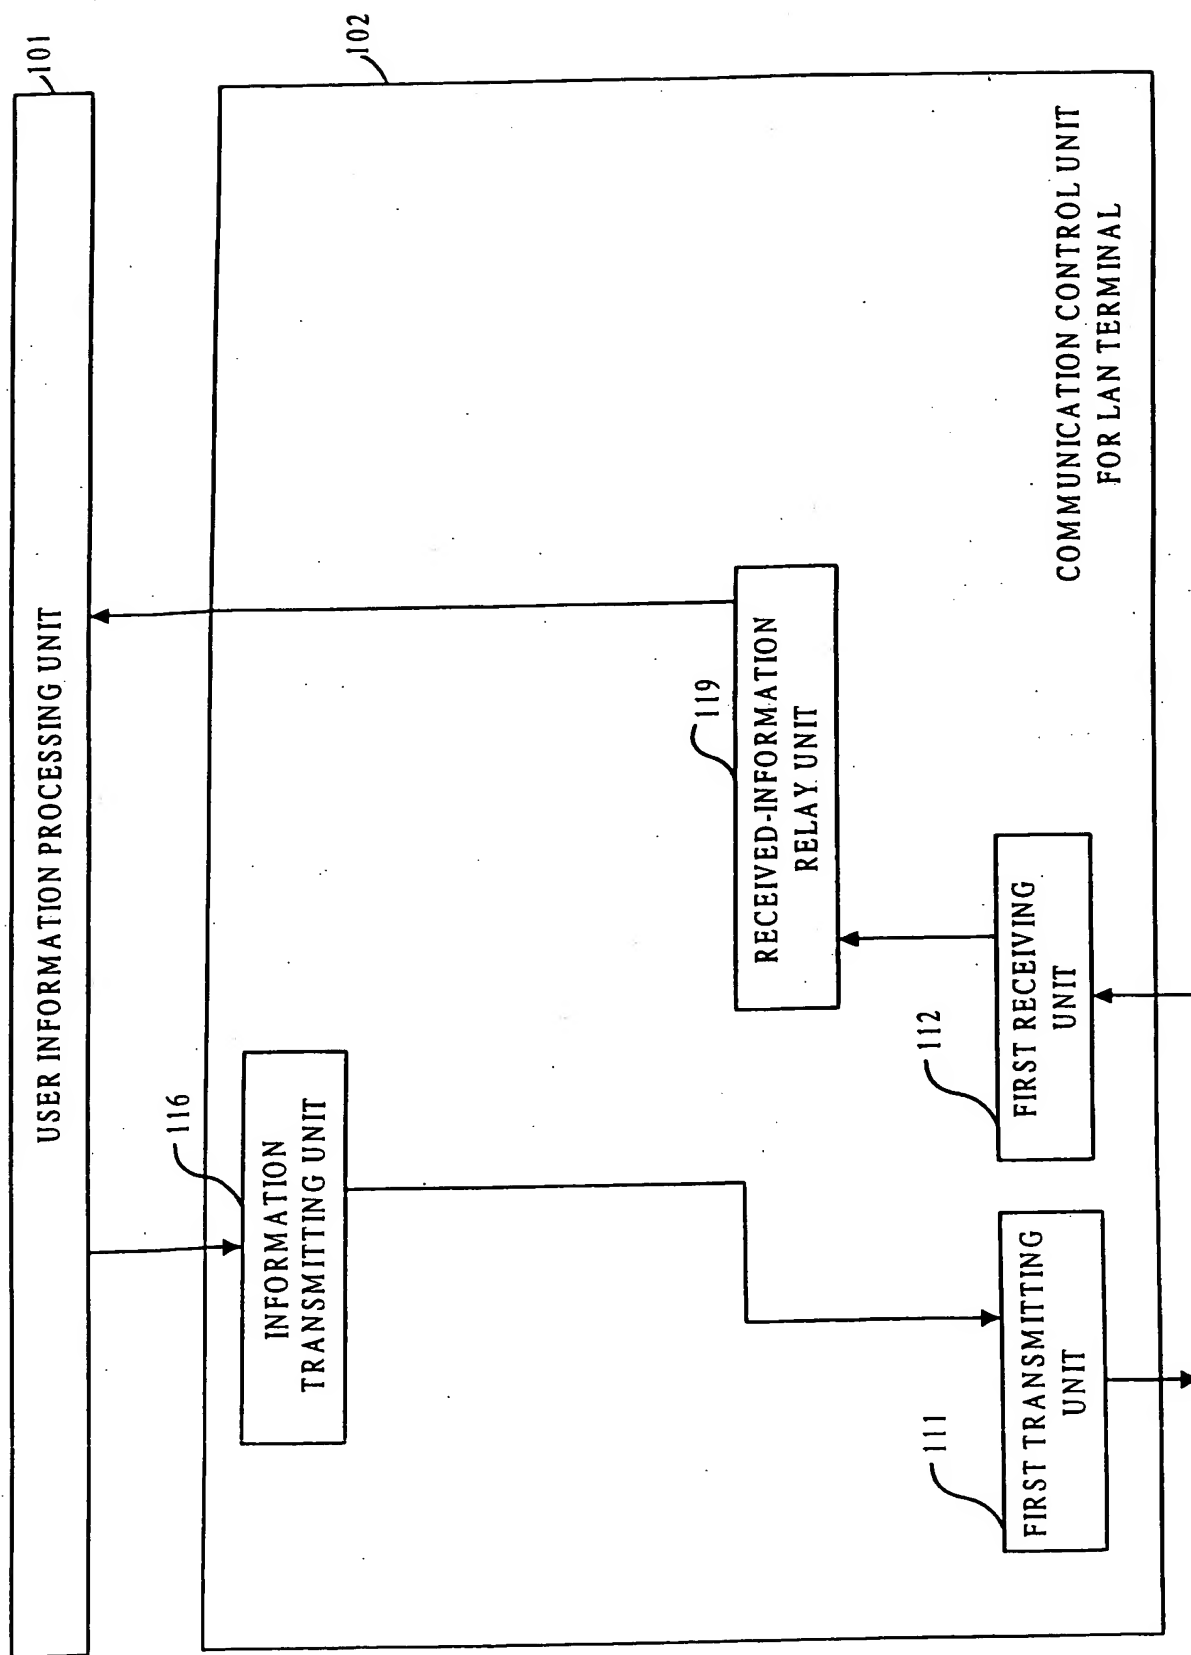 101
USER INFORMATION PROCESSING UNIT
102
116
INFORMATION
TRANSMITTING UNIT
119
RECEIVED-INFORMATION
RELAY UNIT
111
FIRST TRANSMITTING
UNIT
112
FIRST RECEIVING
UNIT
COMMUNICATION CONTROL UNIT
FOR LAN TERMINAL